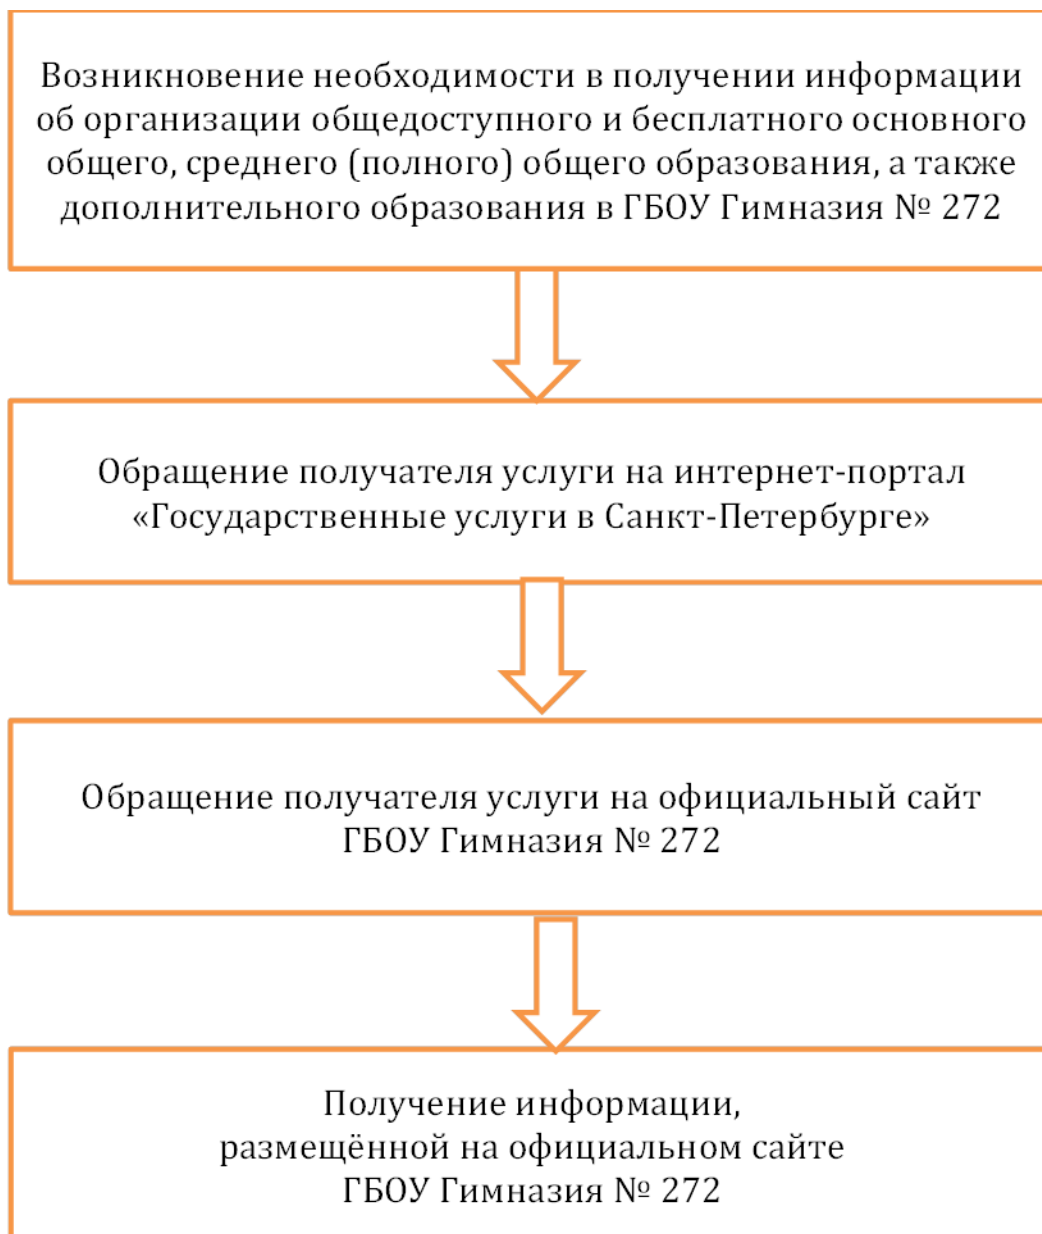 Возникновение необходимости в получении информации
об организации общедоступного и бесплатного основного
общего, среднего (полного) общего образования, а также
дополнительного образования в ГБОУ Гимназия № 272
Обращение получателя услуги на интернет-портал
«Государственные услуги в Санкт-Петербурге»
Обращение получателя услуги на официальный сайт
ГБОУ Гимназия № 272
Получение информации,
размещённой на официальном сайте
ГБОУ Гимназия № 272